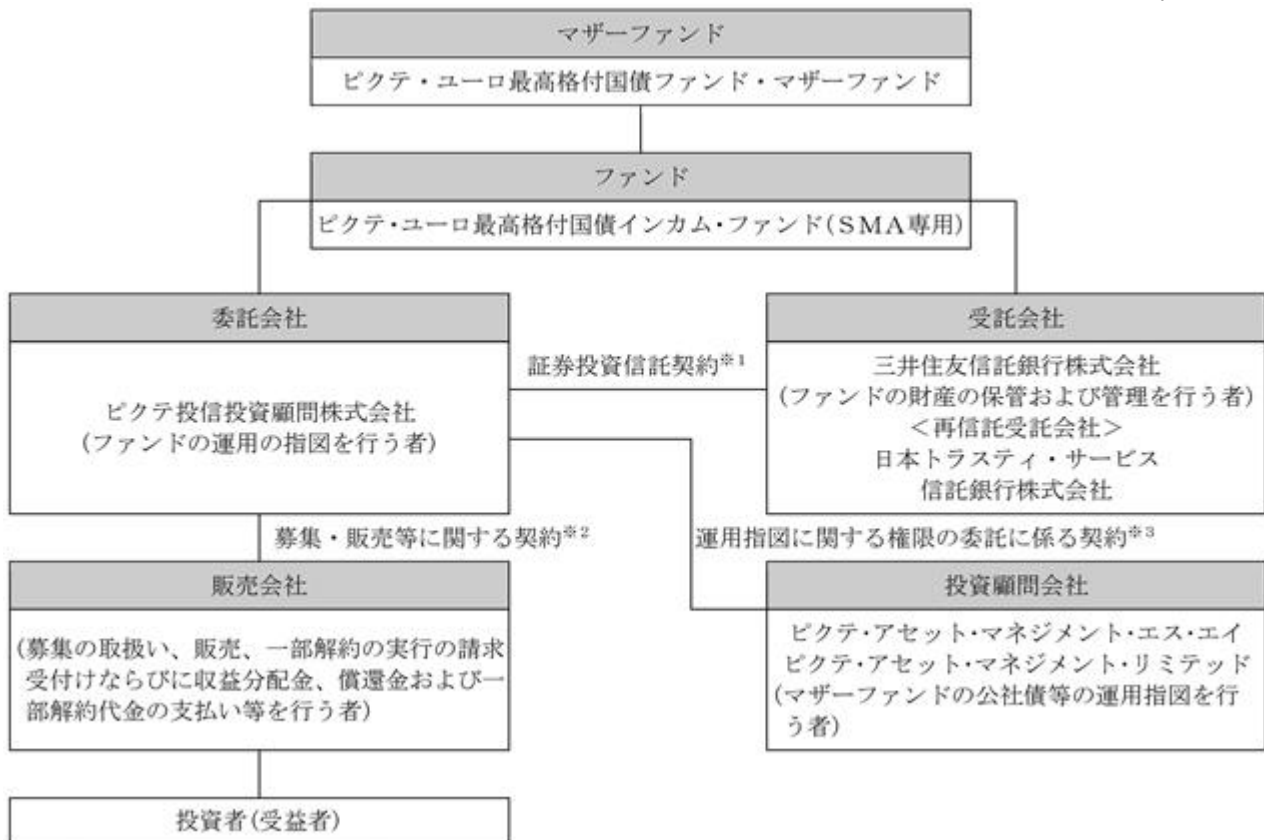 マザーファンド
ピクテ・ユーロ最高格付国債ファンド・マザーファンド
ファンド
ピクテ・ユーロ最高格付国債インカム・ファンド(SMA専用)
委託会社
ピクテ投信投資顧問株式会社
(ファンドの運用の指図を行う者)
証券投資信託契約※1
受託会社
三井住友信託銀行株式会社
(ファンドの財産の保管および管理を行う者)
<再信託受託会社>
日本トラスティ・サービス
信託銀行株式会社
募集・販売等に関する契約※2
運用指図に関する権限の委託に係る契約※3
販売会社
(募集の取扱い、販売、一部解約の実行の請求
受付けならびに収益分配金、償還金および一
部解約代金の支払い等を行う者)
投資顧問会社
ピクテ・アセット・マネジメント・エス・エイ
ピクテ・アセット・マネジメント・リミテッド
(マザーファンドの公社債等の運用指図を行
う者)
投資者(受益者)